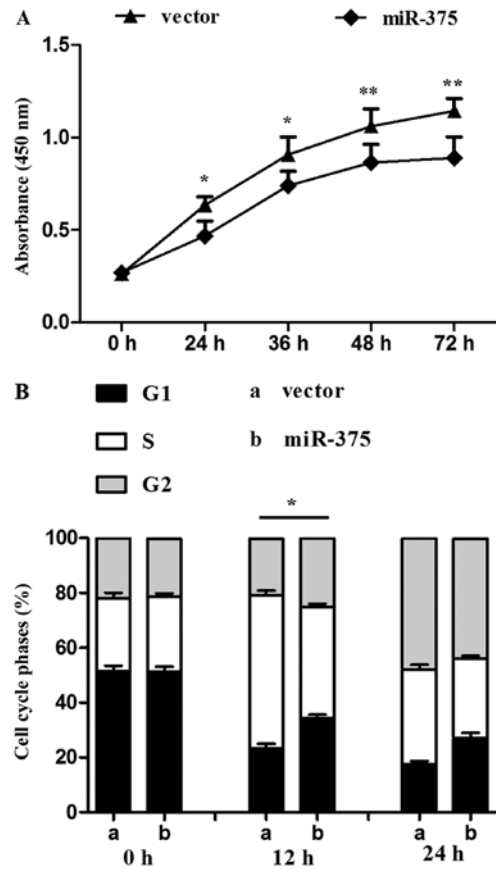 A vector miR-375
Absorbance (450 nm)
1.5
1.0
0.5
0.0
* * ** **
0 h 24 h 36 h 48 h 72 h
B G1 a vector
S b miR-375
G2
*
Cell cycle phases (%)
100
80
60
40
20
0
a b a b a b
0 h 12 h 24 h